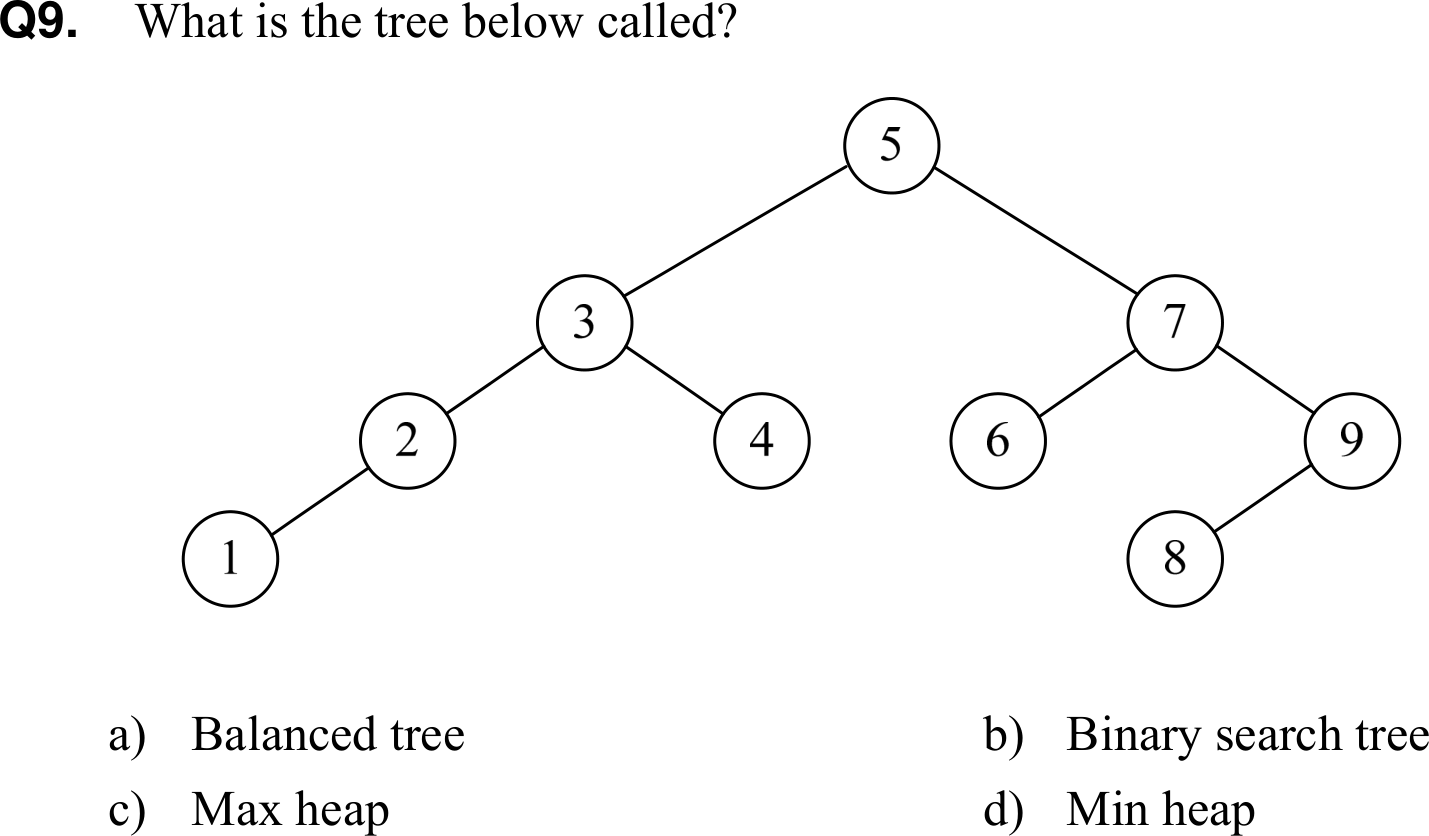 Q9. What is the tree below called?
5
3 7
2 4 6 9
1 8
a) Balanced tree b) Binary search tree
c) Max heap d) Min heap